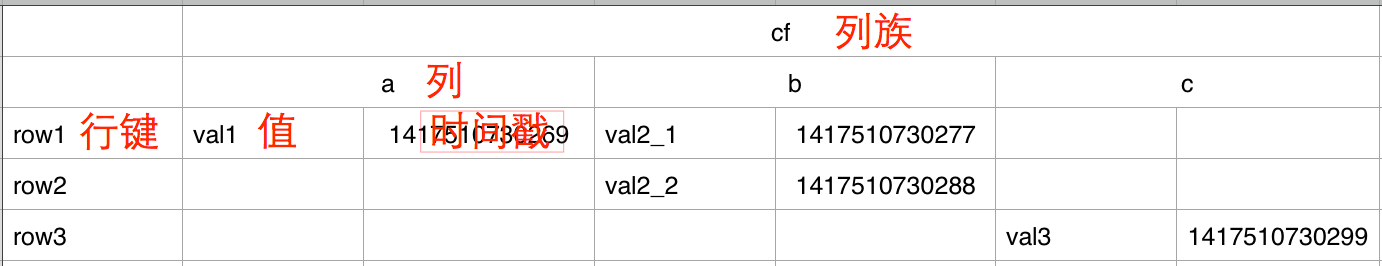 cf 列族
a 列 b c
row1 行键 val1 值 1417510730269 时间戳 val2_1 1417510730277
row2 val2_2 1417510730288
row3 val3 1417510730299